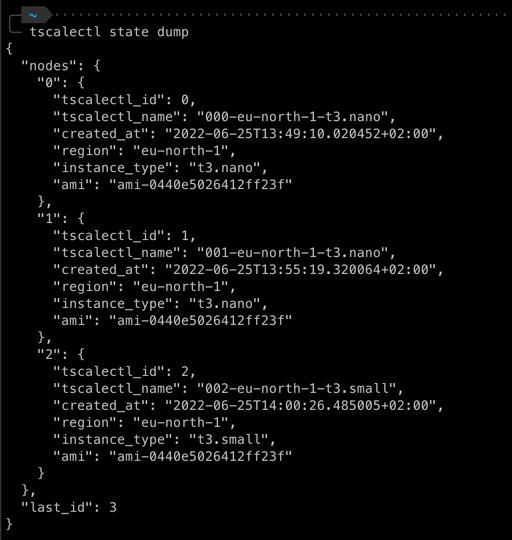 ~
tscalectl state dump
{
  "nodes": {
    "0": {
      "tscalectl_id": 0,
      "tscalectl_name": "000-eu-north-1-t3.nano",
      "created_at": "2022-06-25T13:49:10.020452+02:00",
      "region": "eu-north-1",
      "instance_type": "t3.nano",
      "ami": "ami-0440e5026412ff23f"
    },
    "1": {
      "tscalectl_id": 1,
      "tscalectl_name": "001-eu-north-1-t3.nano",
      "created_at": "2022-06-25T13:55:19.320064+02:00",
      "region": "eu-north-1",
      "instance_type": "t3.nano",
      "ami": "ami-0440e5026412ff23f"
    },
    "2": {
      "tscalectl_id": 2,
      "tscalectl_name": "002-eu-north-1-t3.small",
      "created_at": "2022-06-25T14:00:26.485005+02:00",
      "region": "eu-north-1",
      "instance_type": "t3.small",
      "ami": "ami-0440e5026412ff23f"
    }
  },
  "last_id": 3
}